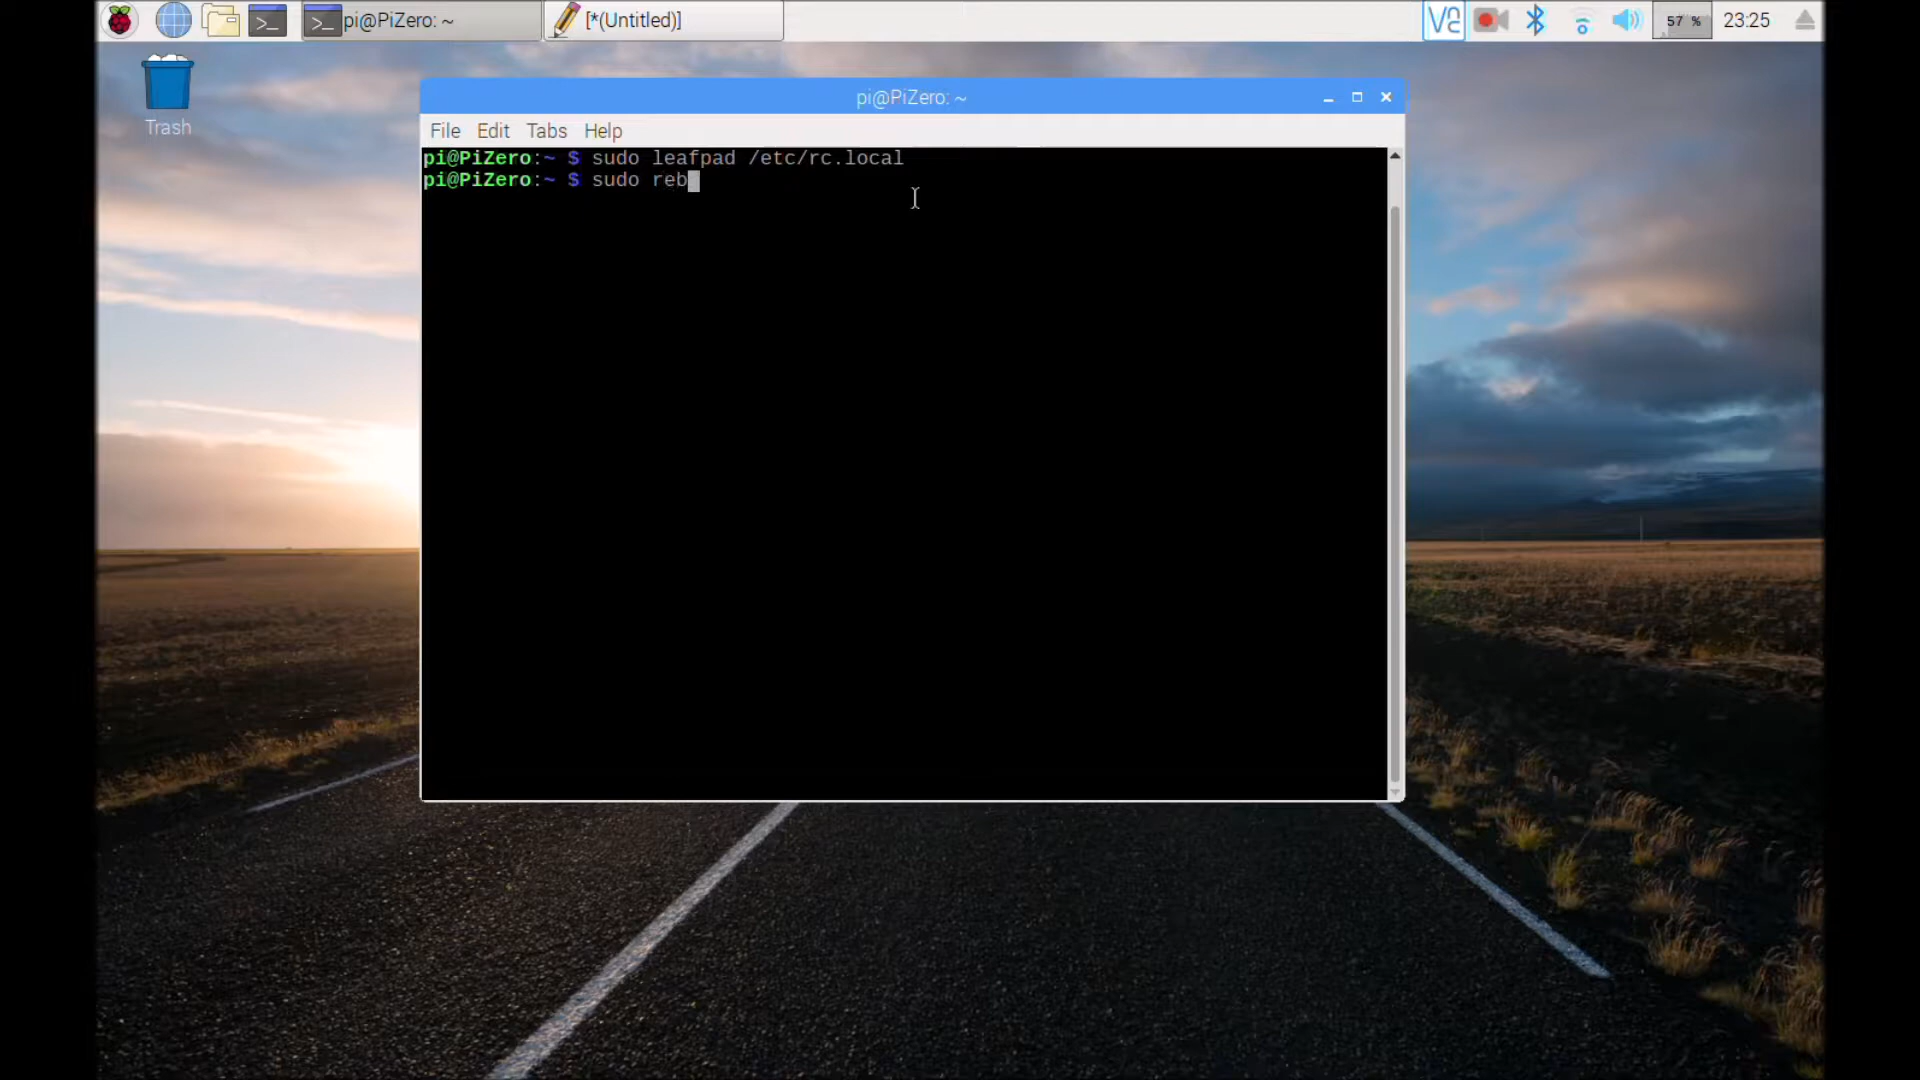 pi@PiZero: ~
[*(Untitled)]
57 %
23:25
Trash
pi@PiZero: ~
File Edit Tabs Help
pi@PiZero:~ $ sudo leafpad /etc/rc.local
pi@PiZero:~ $ sudo reb